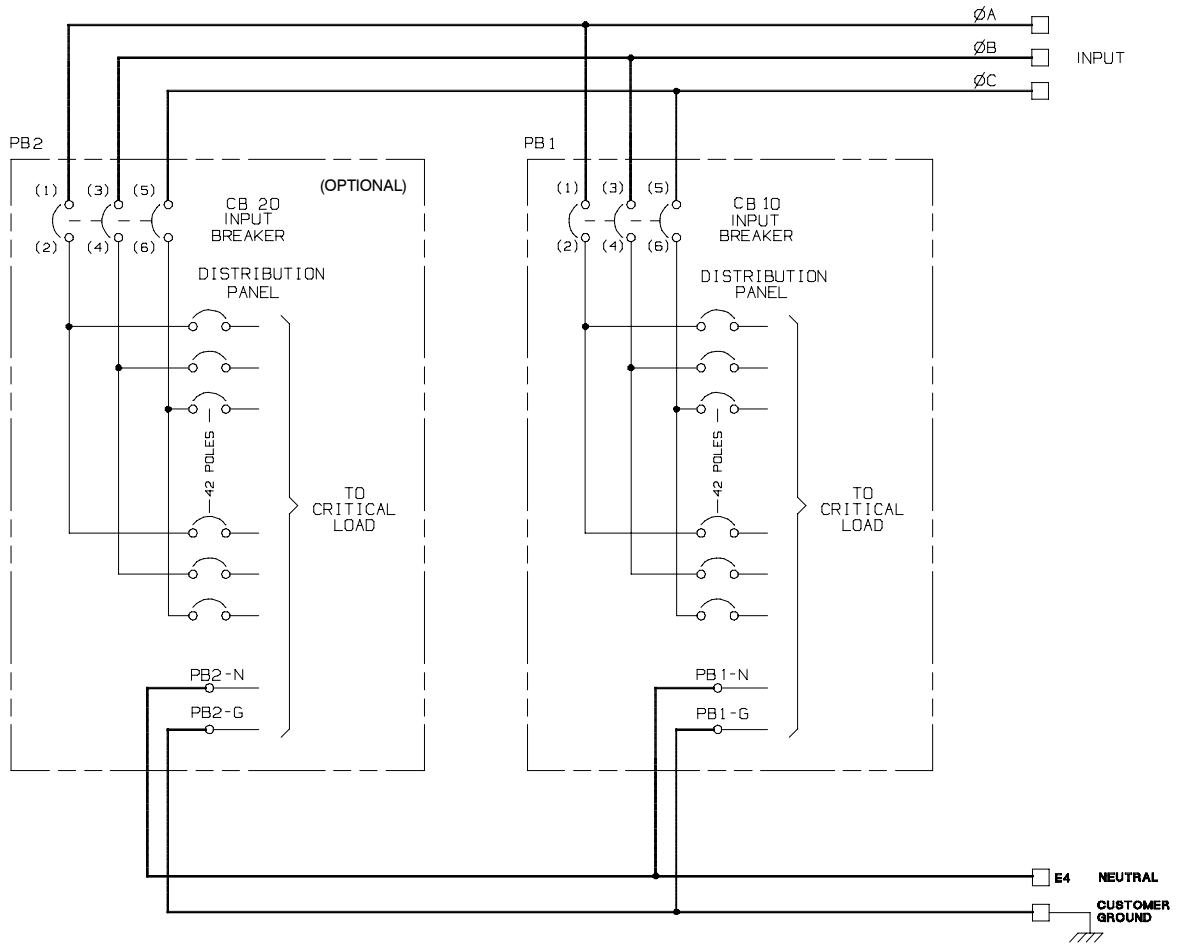 ØA
ØB
INPUT
ØC
PB2
(OPTIONAL)
(1) (3) (5)
(2) (4) (6)
CB 20
INPUT
BREAKER
DISTRIBUTION
PANEL
42 POLES
TO
CRITICAL
LOAD
PB2-N
PB2-G
PB1
(1) (3) (5)
(2) (4) (6)
CB 10
INPUT
BREAKER
DISTRIBUTION
PANEL
42 POLES
TO
CRITICAL
LOAD
PB1-N
PB1-G
E4 NEUTRAL
CUSTOMER
GROUND